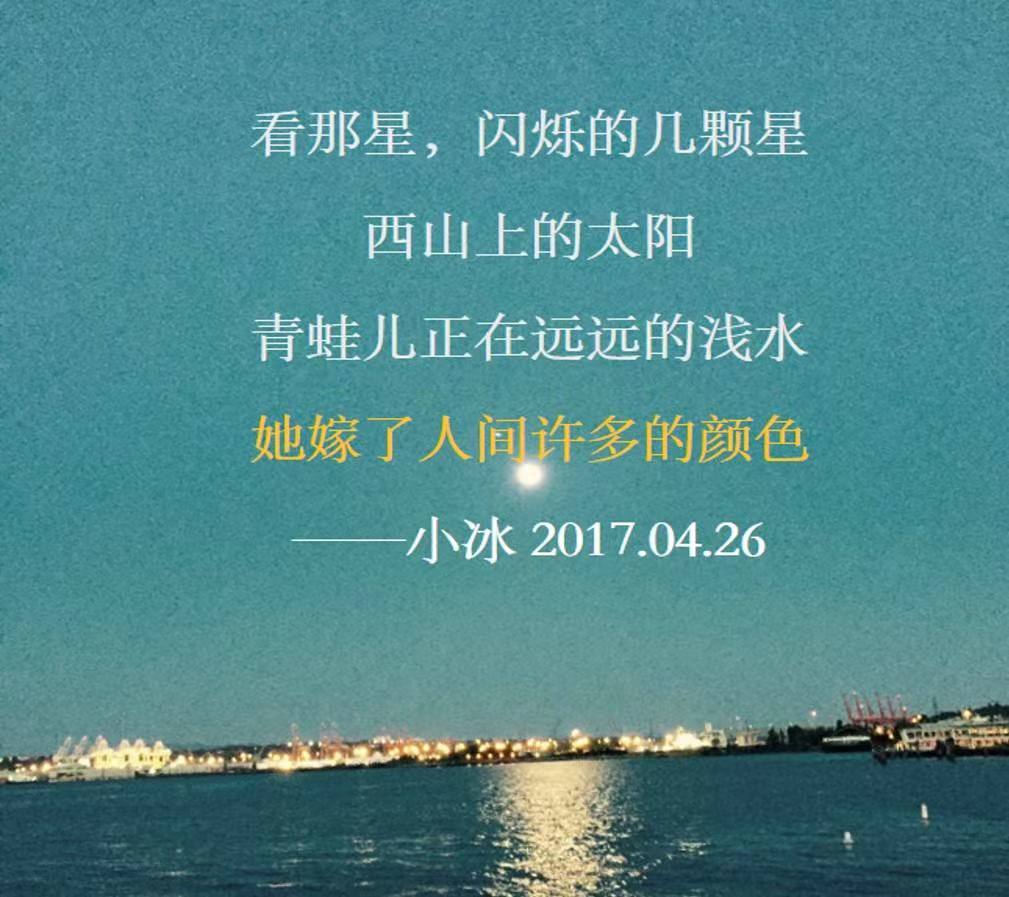 看那星，闪烁的几颗星
西山上的太阳
青蛙儿正在远远的浅水
她嫁了人间许多的颜色
——小冰 2017.04.26